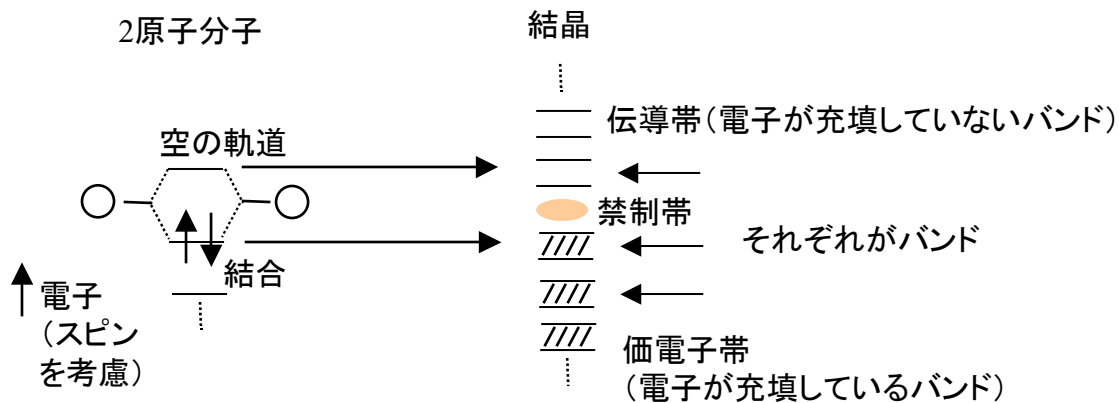 2原子分子
結晶
伝導帯(電子が充填していないバンド)
空の軌道
禁制帯
それぞれがバンド
結合
電子
(スピン
を考慮)
価電子帯
(電子が充填しているバンド)